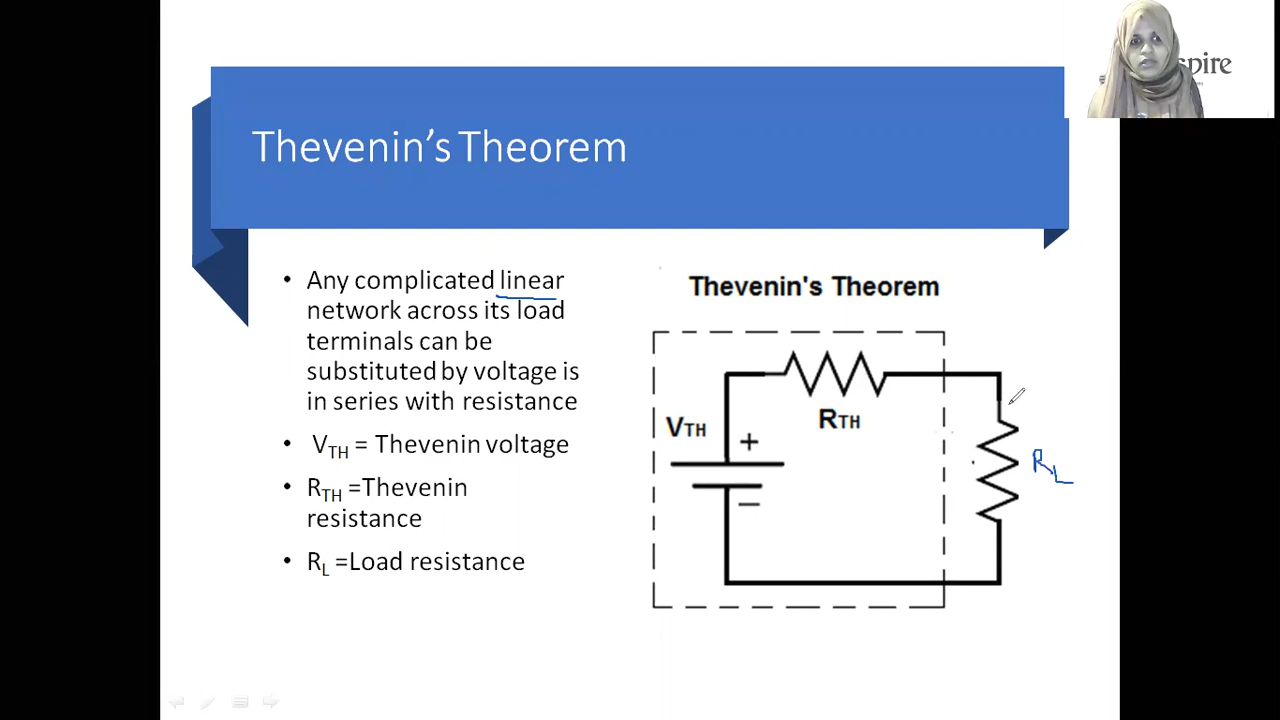 spire
Thevenin's Theorem
• Any complicated linear
network across its load
terminals can be
substituted by voltage is
in series with resistance
• VTH = Thevenin voltage
• RTH =Thevenin
resistance
• RL =Load resistance
Thevenin's Theorem
VTH
+
RTH
−
RL